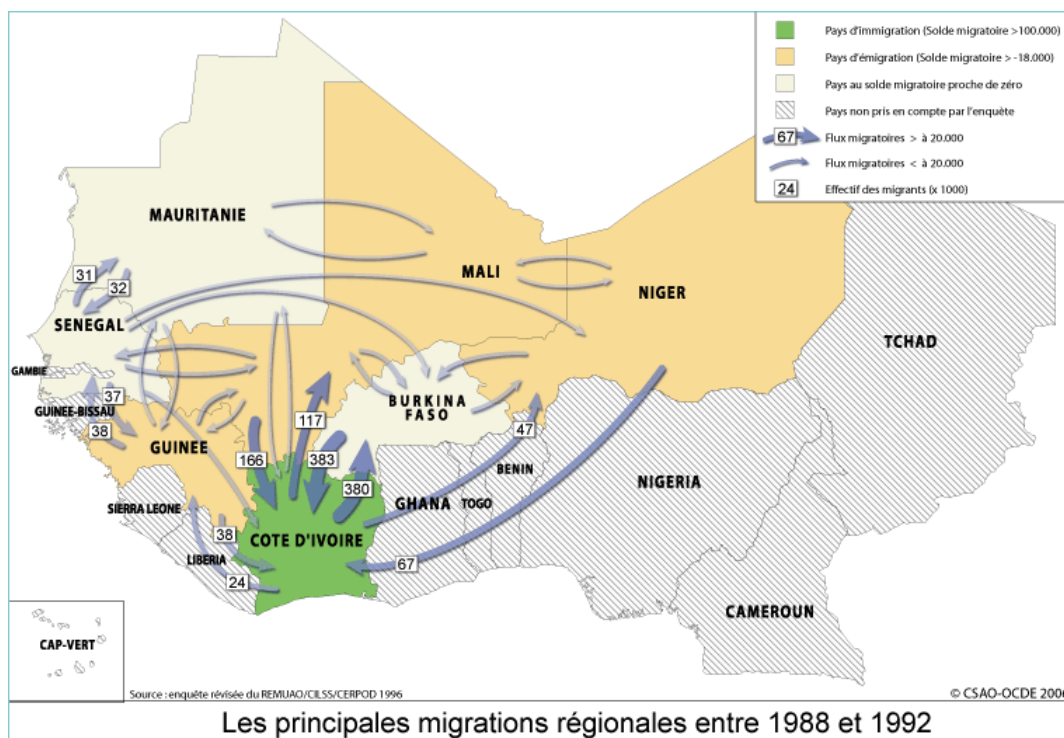 Pays d'immigration (Solde migratoire >100.000)
Pays d'émigration (Solde migratoire > -18.000)
Pays au solde migratoire proche de zéro
Pays non pris en compte par l'enquête
67 Flux migratoires > à 20.000
Flux migratoires < à 20.000
24 Effectif des migrants (x 1000)
MAURITANIE
MALI
NIGER
TCHAD
31
32
SENEGAL
GAMBIE
37
GUINEE-BISSAU
38
GUINEE
BURKINA
FASO
117
166
383
380
47
BENIN
GHANA
TOGO
NIGERIA
SIERRA LEONE
38
COTE D'IVOIRE
LIBERIA
24
67
CAMEROUN
CAP-VERT
Source : enquête révisée du REMUAO/CILSS/CERPOD 1996
© CSAO-OCDE 2006
Les principales migrations régionales entre 1988 et 1992